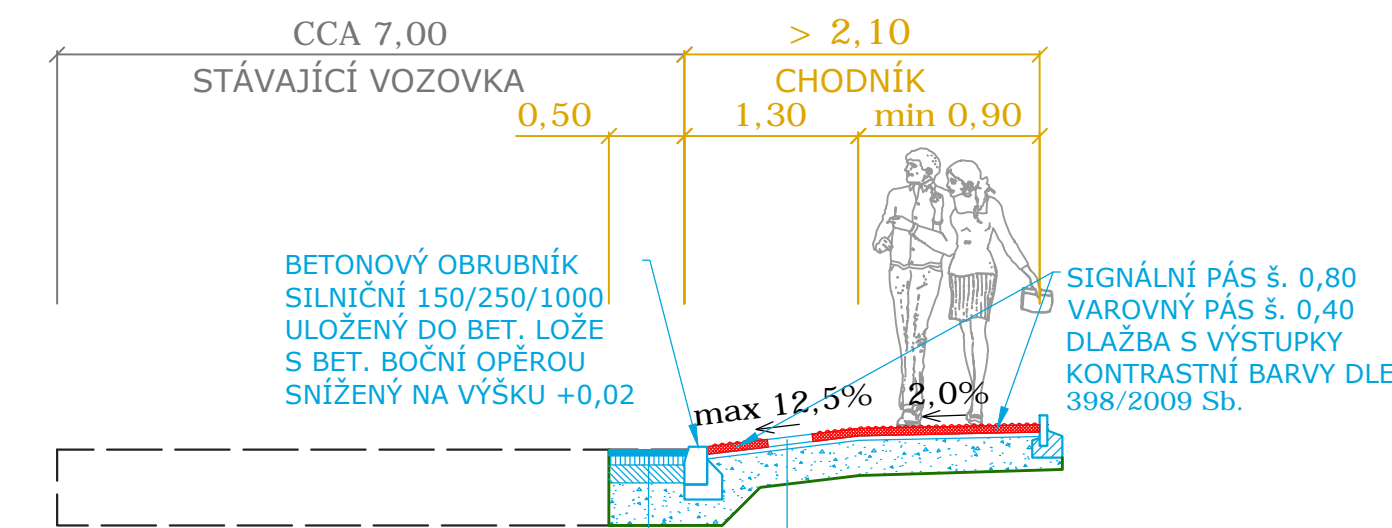 CCA 7,00
> 2,10
STÁVAJÍCÍ VOZOVKA
CHODNÍK
0,50
1,30
min 0,90
BETONOVÝ OBRUBNÍK
SILNIČNÍ 150/250/1000
ULOŽENÝ DO BET. LOŽE
S BET. BOČNÍ OPĚROU
SNÍŽENÝ NA VÝŠKU +0,02
SIGNÁLNÍ PÁS š. 0,80
VAROVNÝ PÁS š. 0,40
DLAŽBA S VÝSTUPKY
KONTRASTNÍ BARVY DLE
398/2009 Sb.
max 12,5%
2,0%